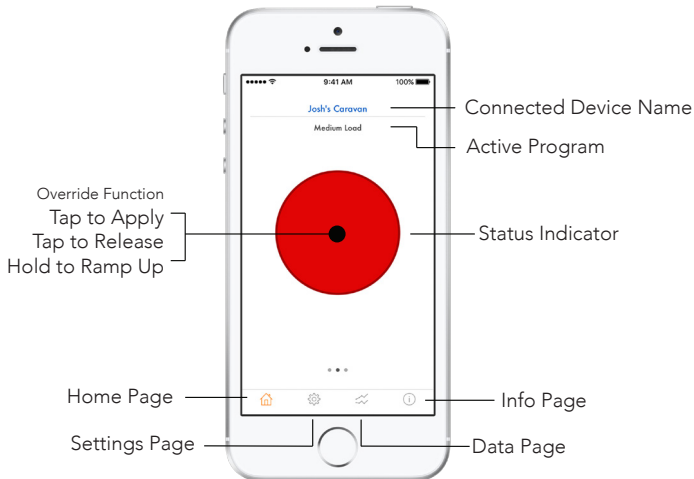 9:41 AM
100%
Josh's Caravan
Connected Device Name
Medium Load
Active Program
Override Function
Tap to Apply
Tap to Release
Hold to Ramp Up
Status Indicator
Home Page
Info Page
Settings Page
Data Page